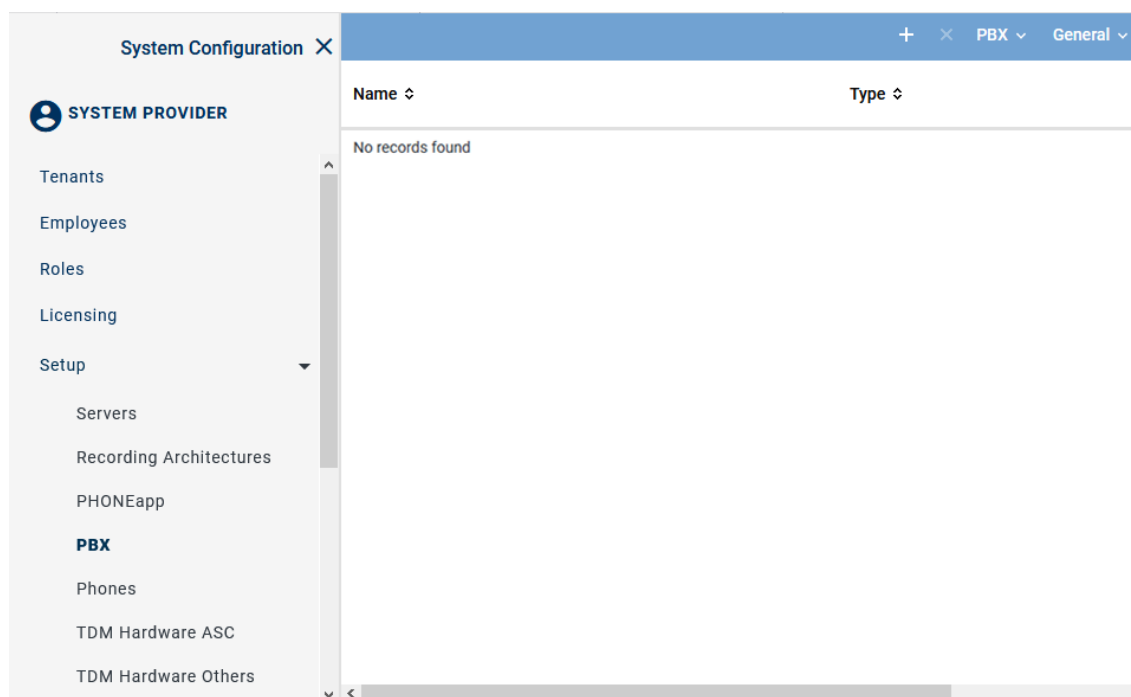 System Configuration
SYSTEM PROVIDER
Tenants
Employees
Roles
Licensing
Setup
Servers
Recording Architectures
PHONEapp
PBX
Phones
TDM Hardware ASC
TDM Hardware Others
PBX General
Name Type
No records found